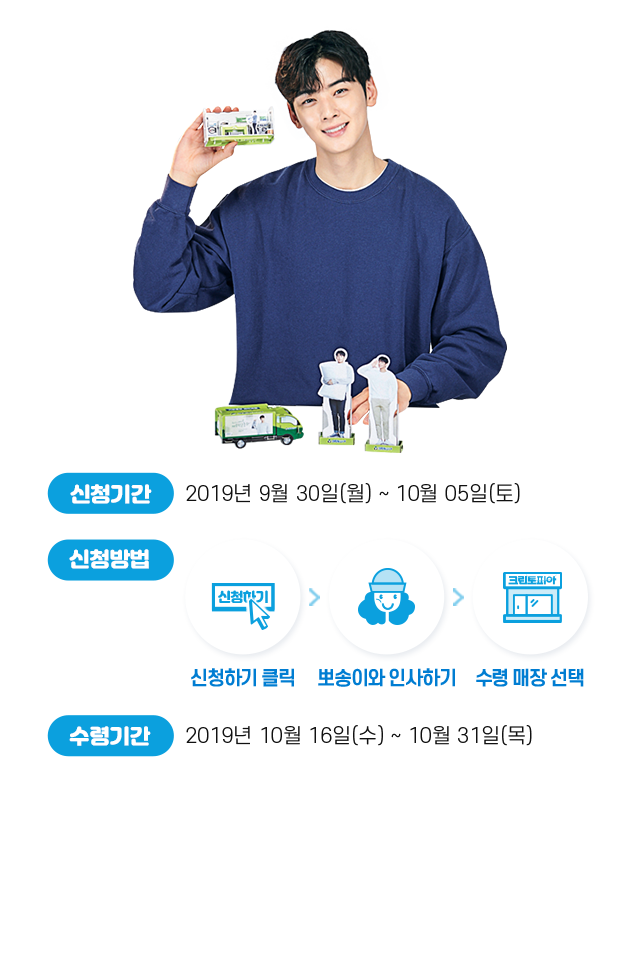 신청기간
2019년 9월 30일(월) ~ 10월 05일(토)
신청방법
신청하기
크린토피아
신청하기 클릭
뽀송이와 인사하기
수령 매장 선택
수령기간
2019년 10월 16일(수) ~ 10월 31일(목)